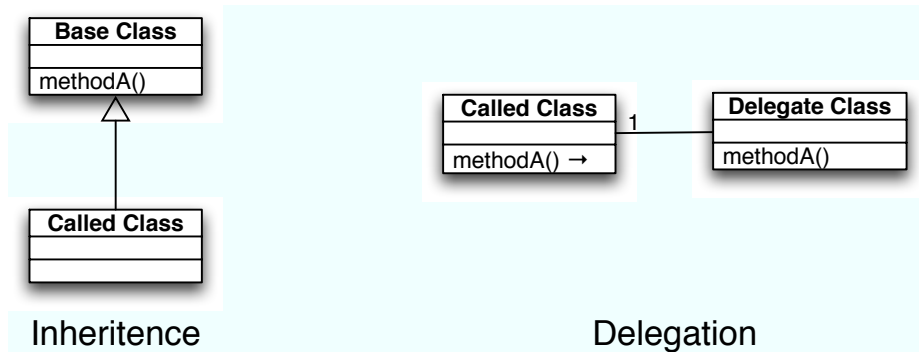 Base Class
methodA()
Called Class
Inheritence
Called Class
methodA() →
1
Delegate Class
methodA()
Delegation